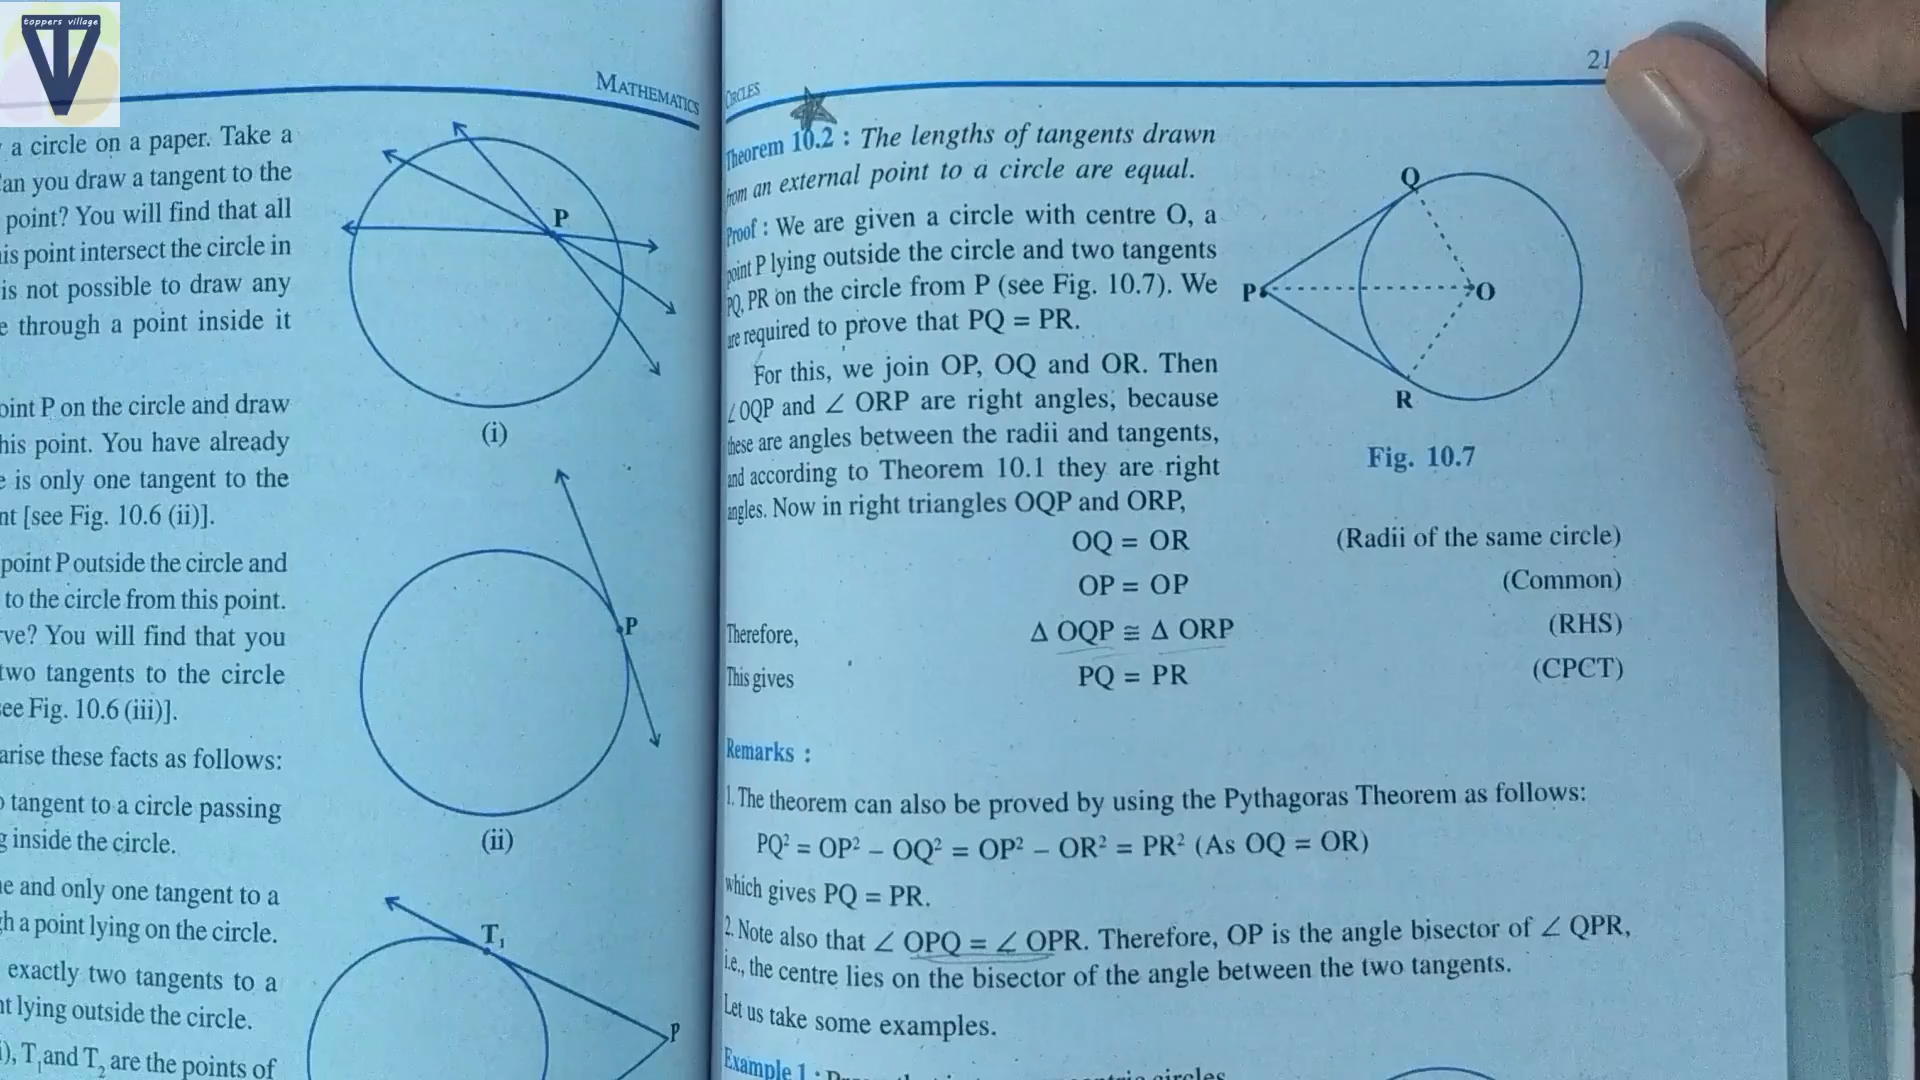 toppers village
MATHEMATICS
a circle on a paper. Take a
an you draw a tangent to the
point? You will find that all
is point intersect the circle in
is not possible to draw any
through a point inside it
P
(i)
oint P on the circle and draw
his point. You have already
is only one tangent to the
nt [see Fig. 10.6 (ii)].
point P outside the circle and
to the circle from this point.
ve? You will find that you
two tangents to the circle
ee Fig. 10.6 (iii)].
P
(ii)
arise these facts as follows:
tangent to a circle passing
inside the circle.
e and only one tangent to a
h a point lying on the circle.
exactly two tangents to a
nt lying outside the circle.
), T₁ and T₂ are the points of
T₁
P
CIRCLES
21
Theorem 10.2 : The lengths of tangents drawn
from an external point to a circle are equal.
Proof : We are given a circle with centre O, a
point P lying outside the circle and two tangents
PQ, PR on the circle from P (see Fig. 10.7). We
are required to prove that PQ = PR.
For this, we join OP, OQ and OR. Then
∠OQP and ∠ ORP are right angles, because
these are angles between the radii and tangents,
and according to Theorem 10.1 they are right
angles. Now in right triangles OQP and ORP,
Q
P
O
R
Fig. 10.7
OQ = OR (Radii of the same circle)
OP = OP (Common)
Therefore, Δ OQP ≅ Δ ORP (RHS)
This gives PQ = PR (CPCT)
Remarks :
1. The theorem can also be proved by using the Pythagoras Theorem as follows:
PQ² = OP² – OQ² = OP² – OR² = PR² (As OQ = OR)
which gives PQ = PR.
2. Note also that ∠ OPQ = ∠ OPR. Therefore, OP is the angle bisector of ∠ QPR,
i.e., the centre lies on the bisector of the angle between the two tangents.
Let us take some examples.
Example 1 :
circles